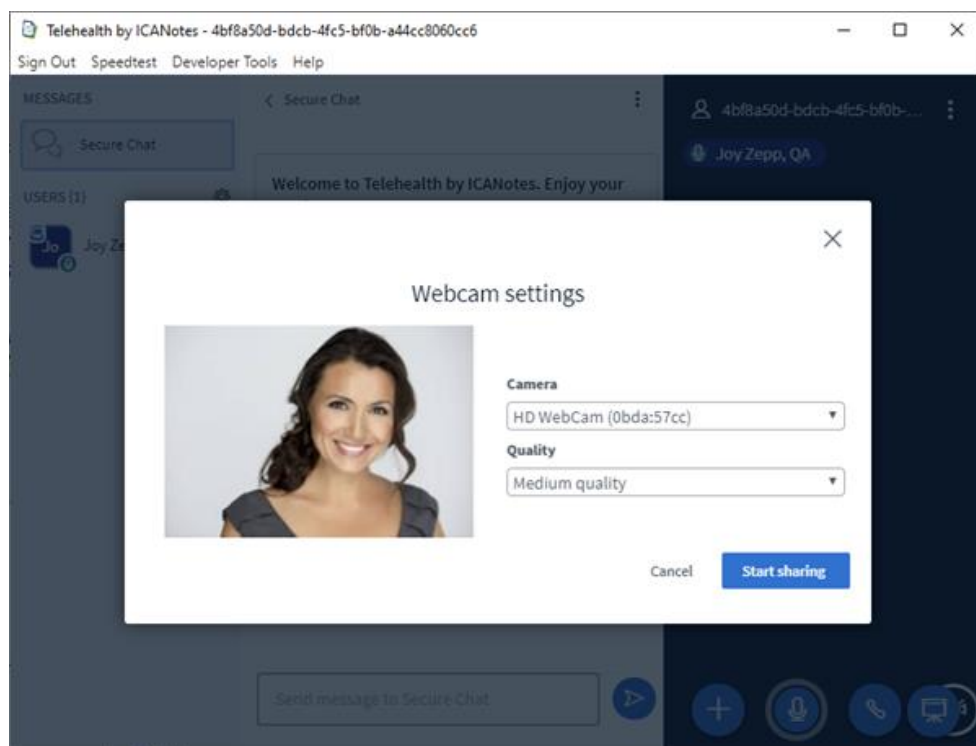 Telehealth by ICANotes - 4bf8a50d-bdcb-4fc5-bf0b-a44cc8060cc6
Sign Out Speedtest Developer Tools Help
MESSAGES
Secure Chat
USERS (1)
Jo
Joy Ze
Secure Chat
Welcome to Telehealth by ICANotes. Enjoy your
4bf8a50d-bdcb-4fc5-bf0b-...
Joy Zepp, QA
Webcam settings
Camera
HD WebCam (0bda:57cc)
Quality
Medium quality
Cancel
Start sharing
Send message to Secure Chat